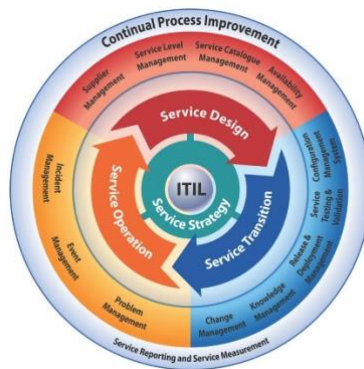 Continual Process Improvement
Supplier
Management
Service Level
Management
Service Catalogue
Management
Availability
Management
Service Design
System
Configuration
Management
Service
Testing &
Validation
Release &
Deployment
Management
Service Transition
Knowledge
Management
Change
Management
Problem
Management
Event
Management
Incident
Management
Service Operation
Service Strategy
ITIL
Service Reporting and Service Measurement